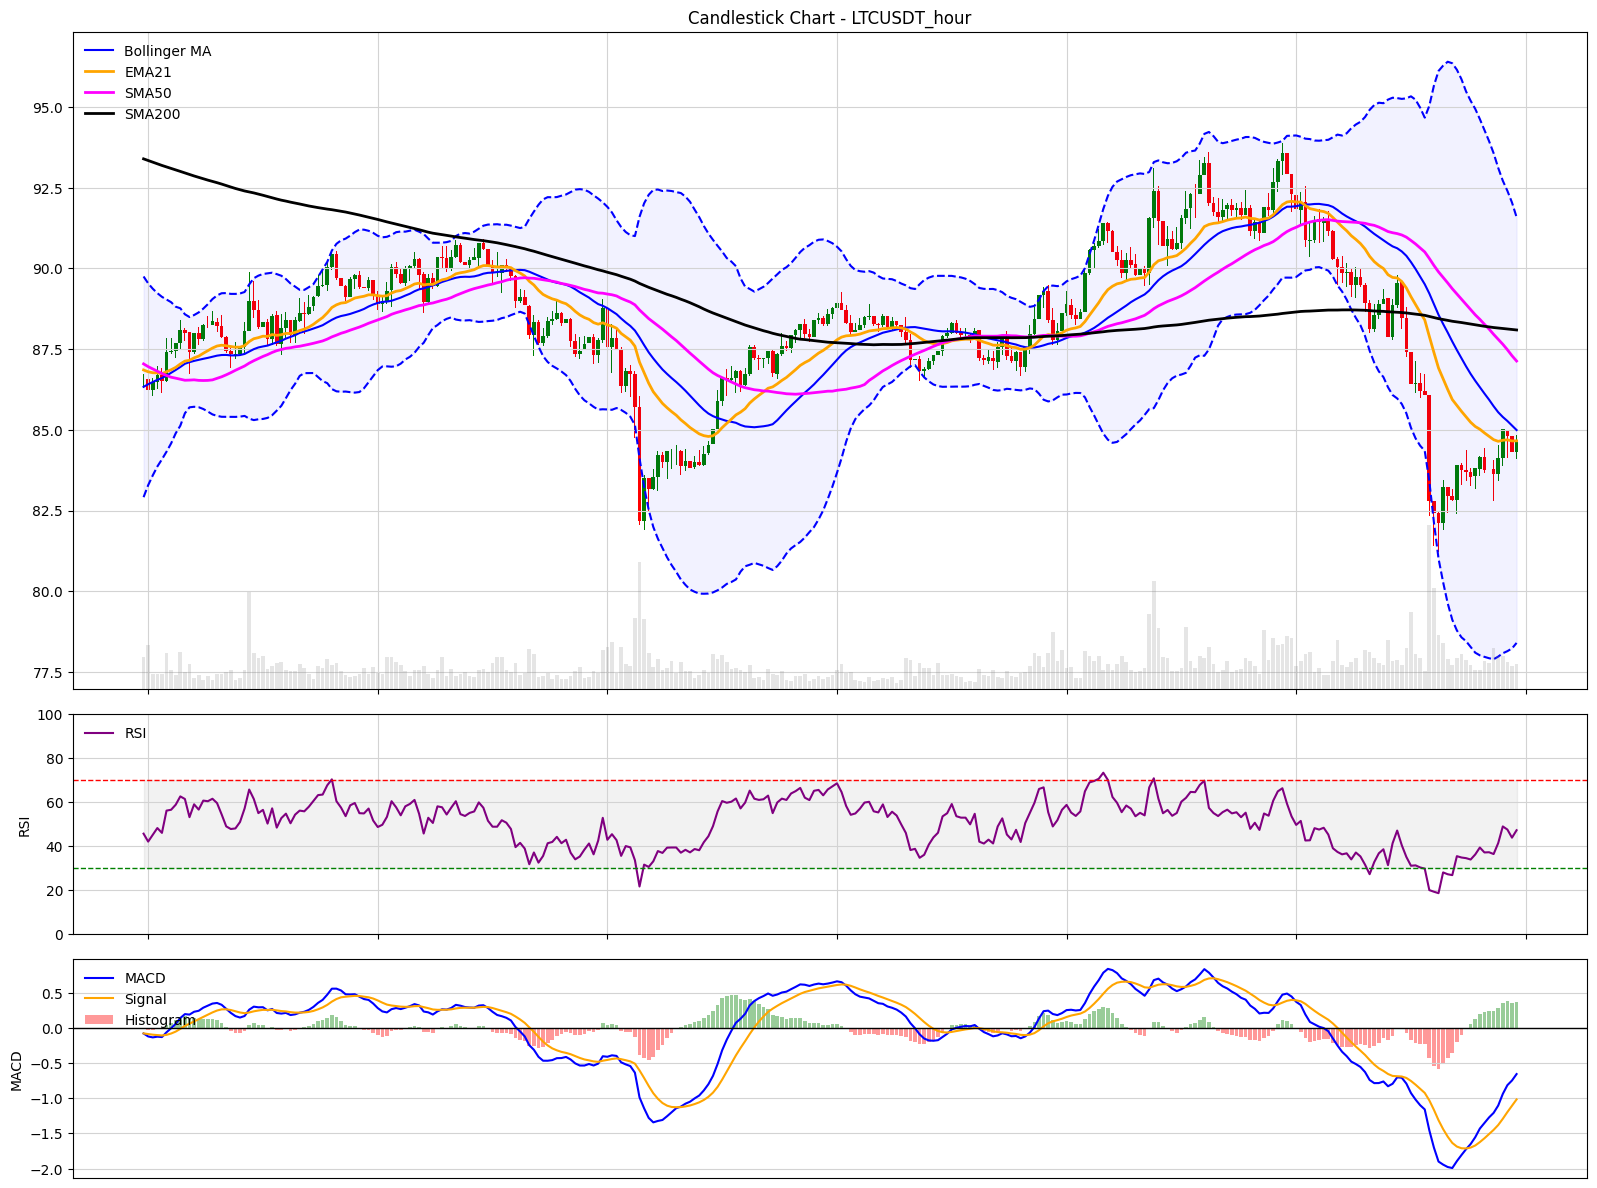 Candlestick Chart - LTCUSDT_hour
Bollinger MA
EMA21
SMA50
SMA200
95.0
92.5
90.0
87.5
85.0
82.5
80.0
77.5
100
RSI
80
60
RSI
40
20
0
MACD
0.5
Signal
Histogram
0.0
−0.5
MACD
−1.0
−1.5
−2.0